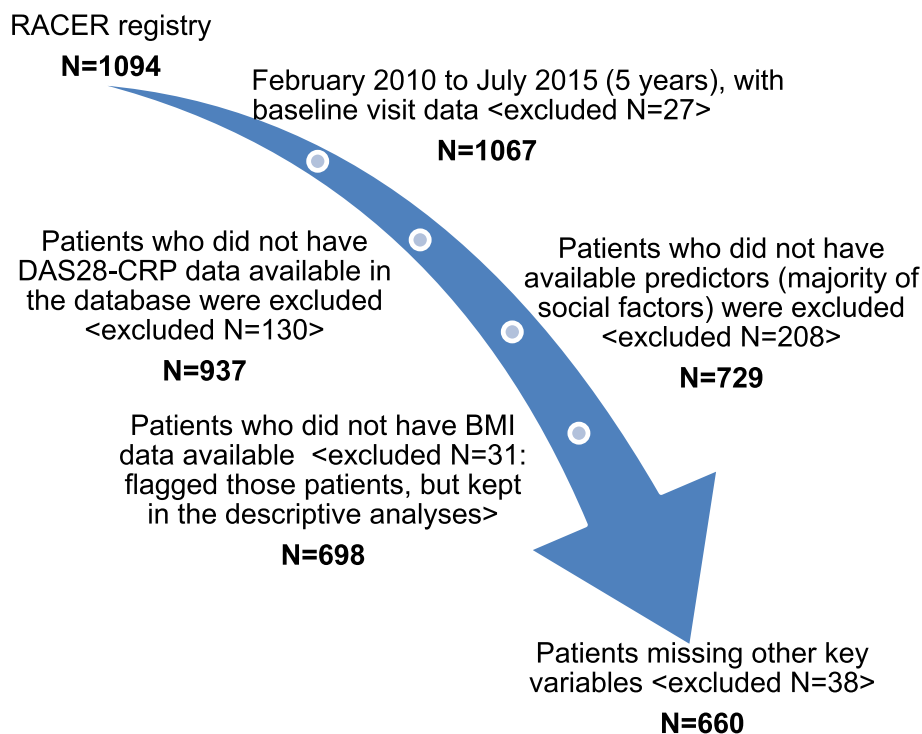 RACER registry
N=1094
February 2010 to July 2015 (5 years), with
baseline visit data <excluded N=27>
N=1067
Patients who did not have
DAS28-CRP data available in
the database were excluded
<excluded N=130>
N=937
Patients who did not have
available predictors (majority of
social factors) were excluded
<excluded N=208>
N=729
Patients who did not have BMI
data available <excluded N=31:
flagged those patients, but kept
in the descriptive analyses>
N=698
Patients missing other key
variables <excluded N=38>
N=660